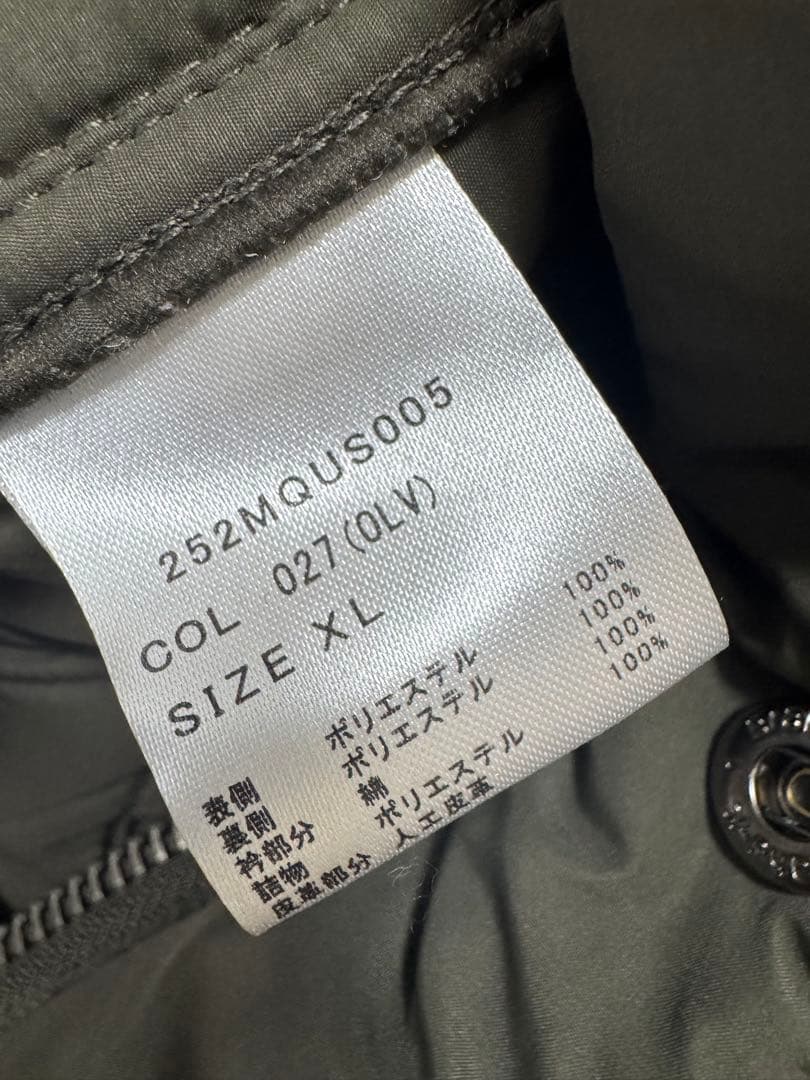 252MQUS005
COL 027(OLV)
SIZE XL
表側 ポリエステル 100%
裏側 ポリエステル 100%
衿部分 綿 100%
詰物 ポリエステル 100%
皮革部分 人工皮革